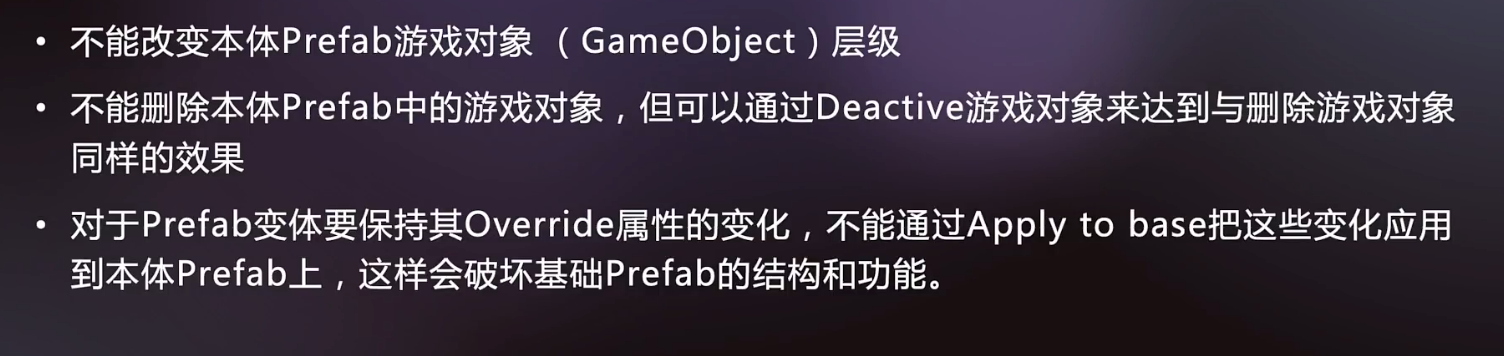 • 不能改变本体Prefab游戏对象 （GameObject）层级
• 不能删除本体Prefab中的游戏对象，但可以通过Deactive游戏对象来达到与删除游戏对象
同样的效果
• 对于Prefab变体要保持其Override属性的变化，不能通过Apply to base把这些变化应用
到本体Prefab上，这样会破坏基础Prefab的结构和功能。